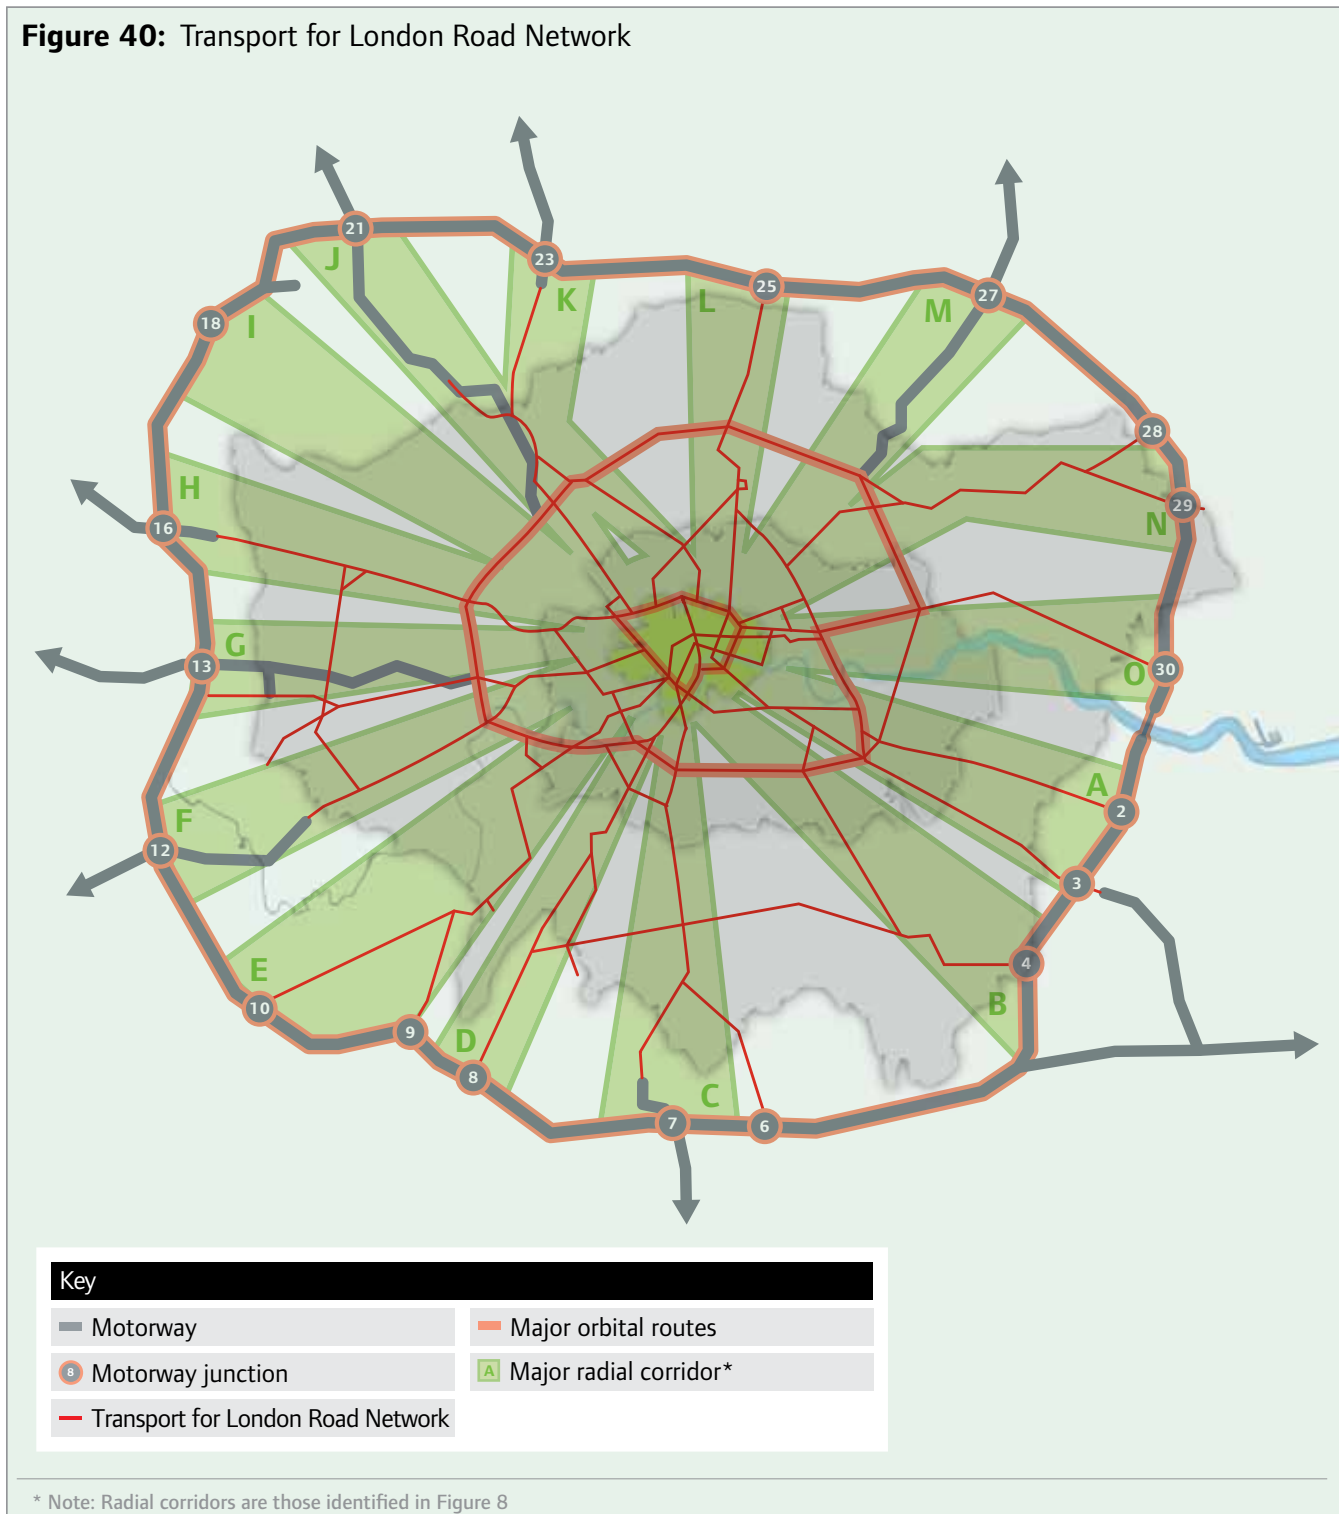 Figure 40: Transport for London Road Network
21
J
23
K
25
L
27
M
18
I
28
H
16
29
N
G
13
30
O
A
2
F
12
3
4
B
E
10
9
D
8
C
7
6
Key
Motorway
Major orbital routes
8
Motorway junction
A
Major radial corridor*
Transport for London Road Network
* Note: Radial corridors are those identified in Figure 8